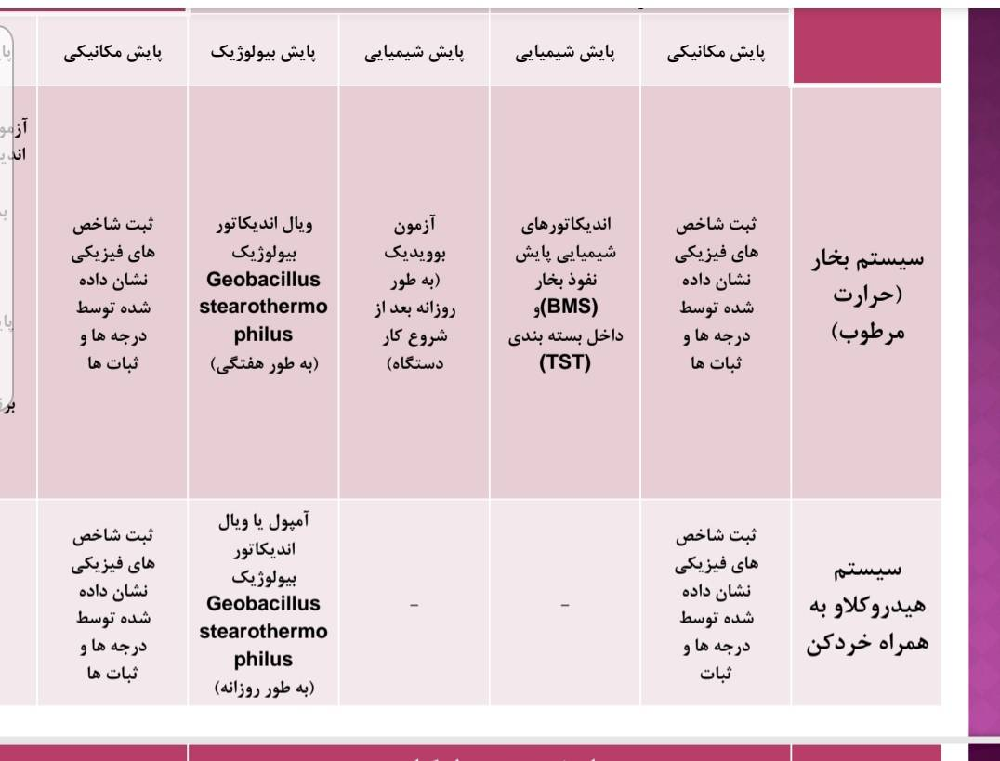 پایش مکانیکی
پایش شیمیایی
پایش شیمیایی
پایش بیولوژیک
پایش مکانیکی
سیستم بخار
(حرارت
مرطوب)
ثبت شاخص
های فیزیکی
نشان داده
شده توسط
درجه ها و
ثبات ها
اندیکاتورهای
شیمیایی پایش
نفوذ بخار
(BMS)و
داخل بسته بندی
(TST)
آزمون
بوویدیک
(به طور
روزانه بعد از
شروع کار
دستگاه)
ویال اندیکاتور
بیولوژیک
Geobacillus
stearothermo
philus
(به طور هفتگی)
ثبت شاخص
های فیزیکی
نشان داده
شده توسط
درجه ها و
ثبات ها
سیستم
هیدروکلاو به
همراه خردکن
ثبت شاخص
های فیزیکی
نشان داده
شده توسط
درجه ها و
ثبات
-
-
آمپول یا ویال
اندیکاتور
بیولوژیک
Geobacillus
stearothermo
philus
(به طور روزانه)
ثبت شاخص
های فیزیکی
نشان داده
شده توسط
درجه ها و
ثبات ها